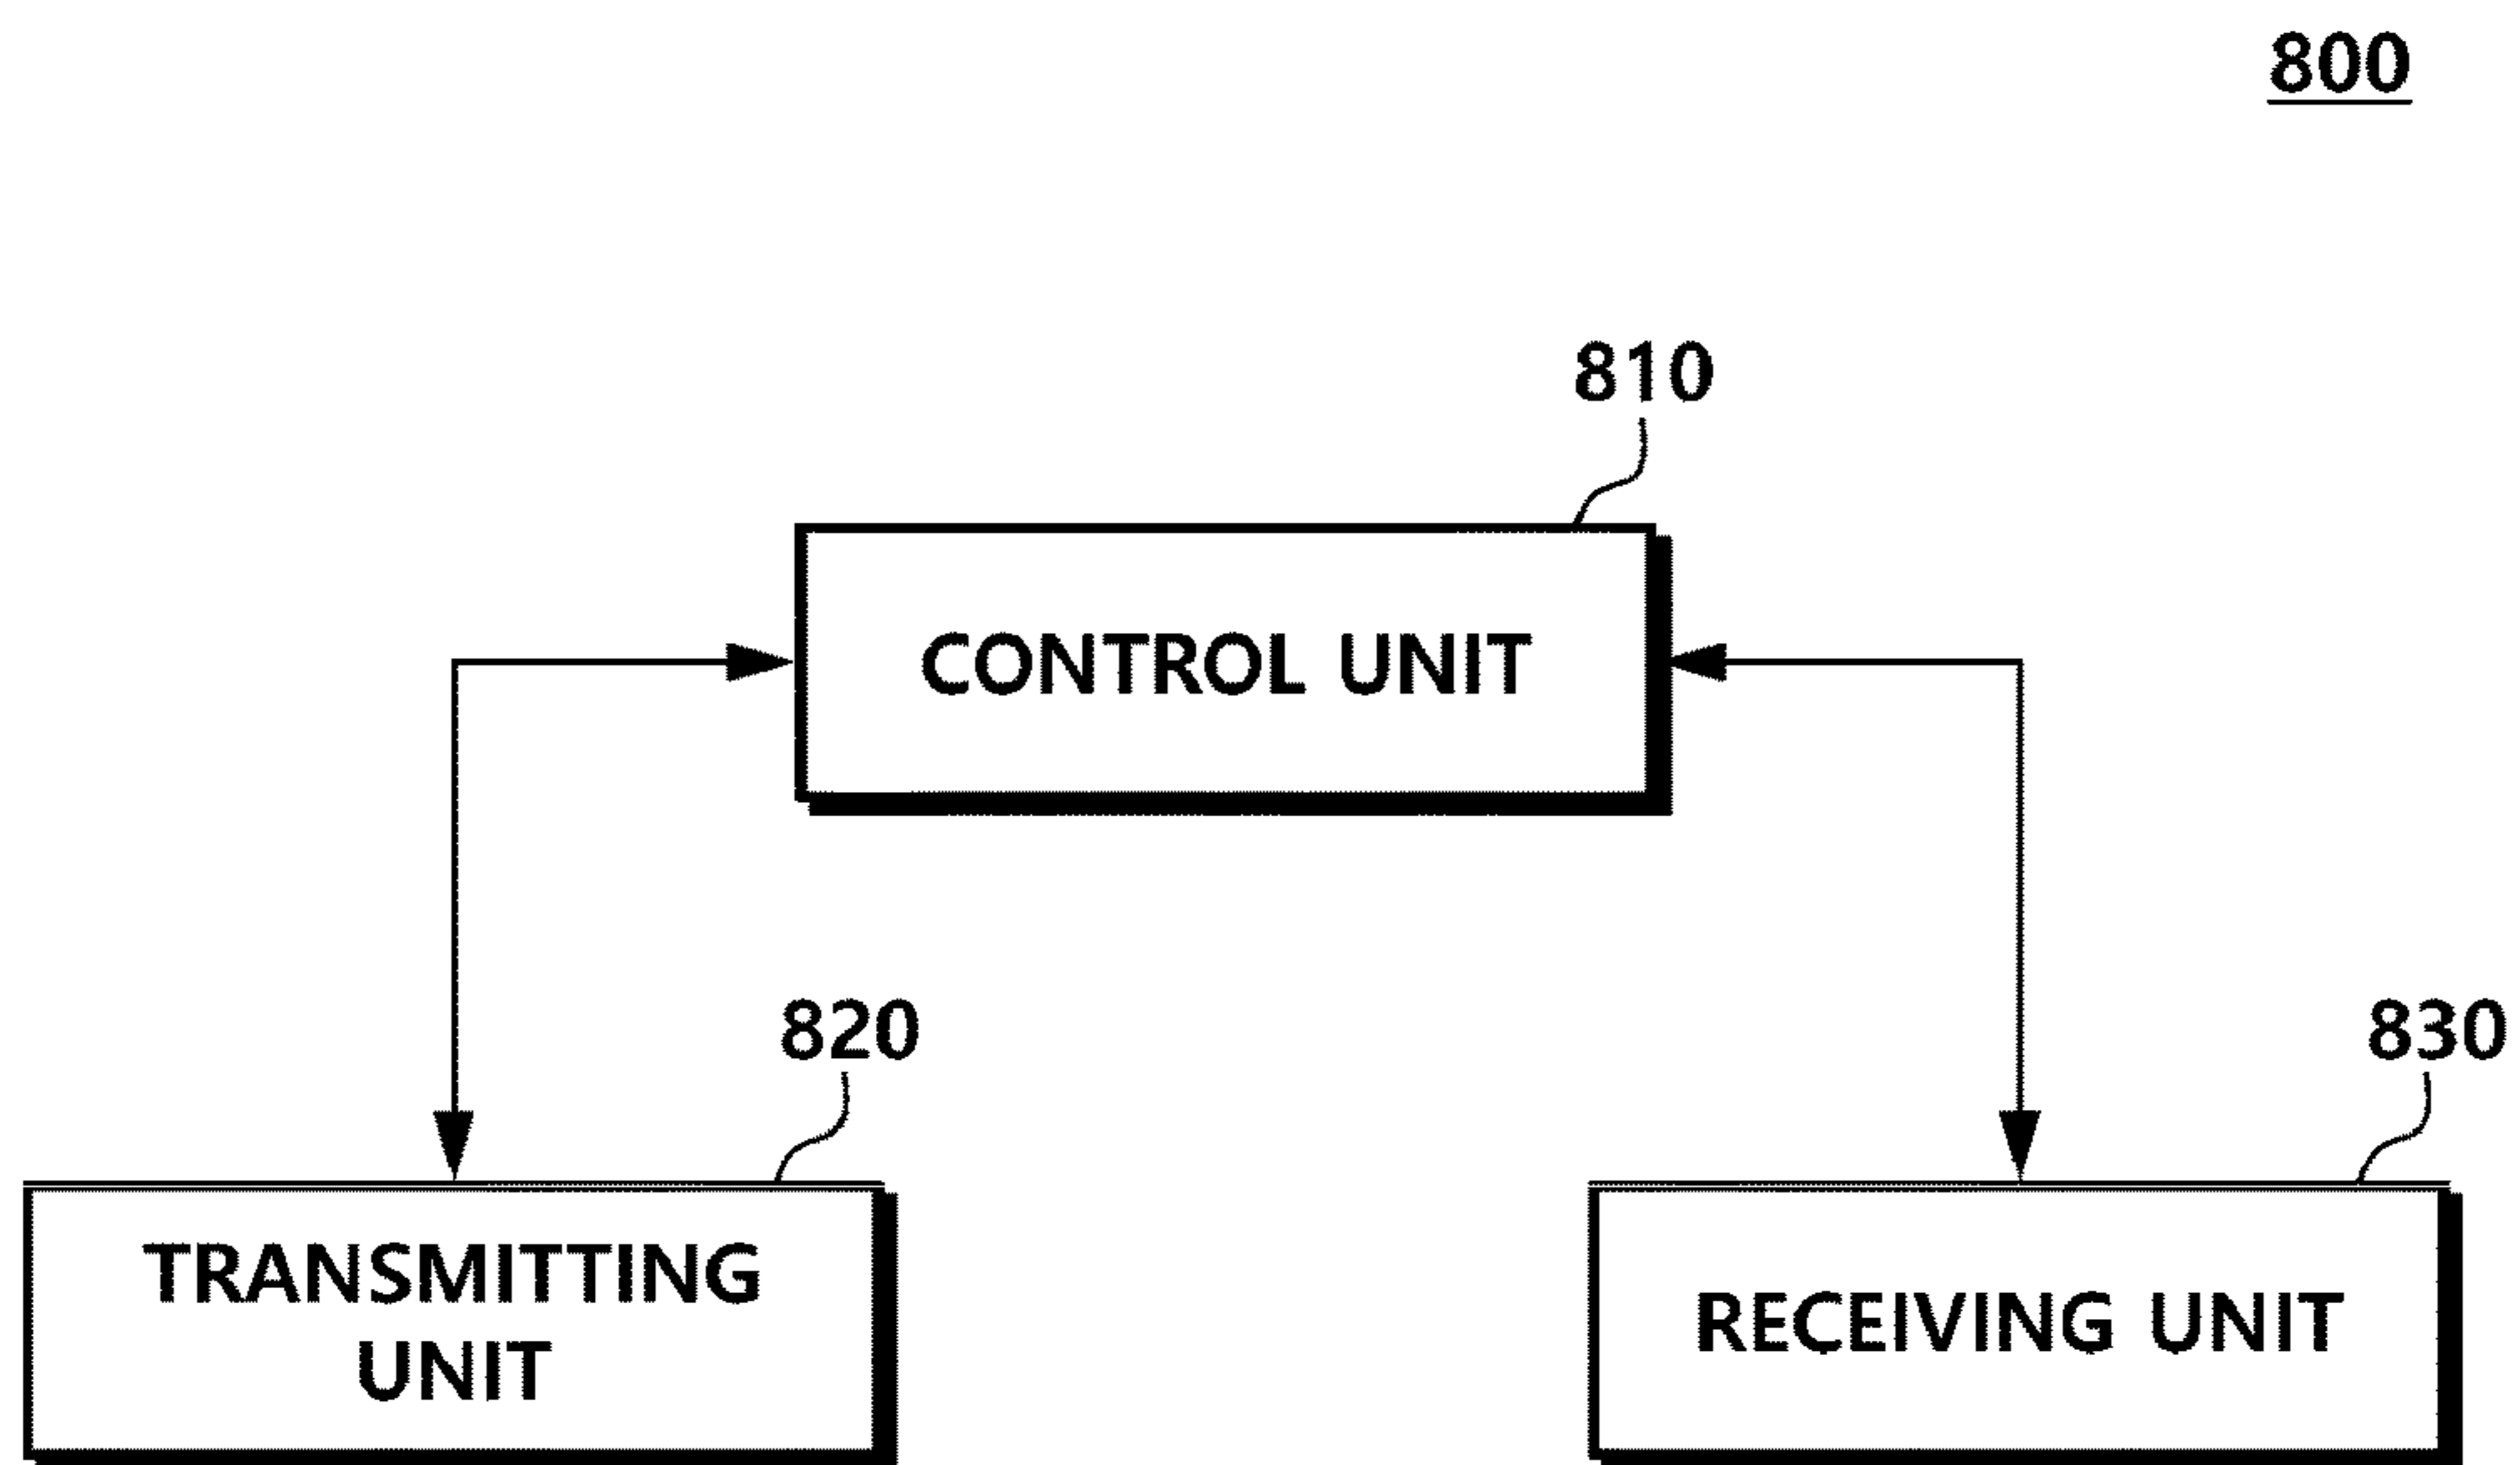 800
810
CONTROL UNIT
820
830
TRANSMITTING
UNIT
RECEIVING UNIT